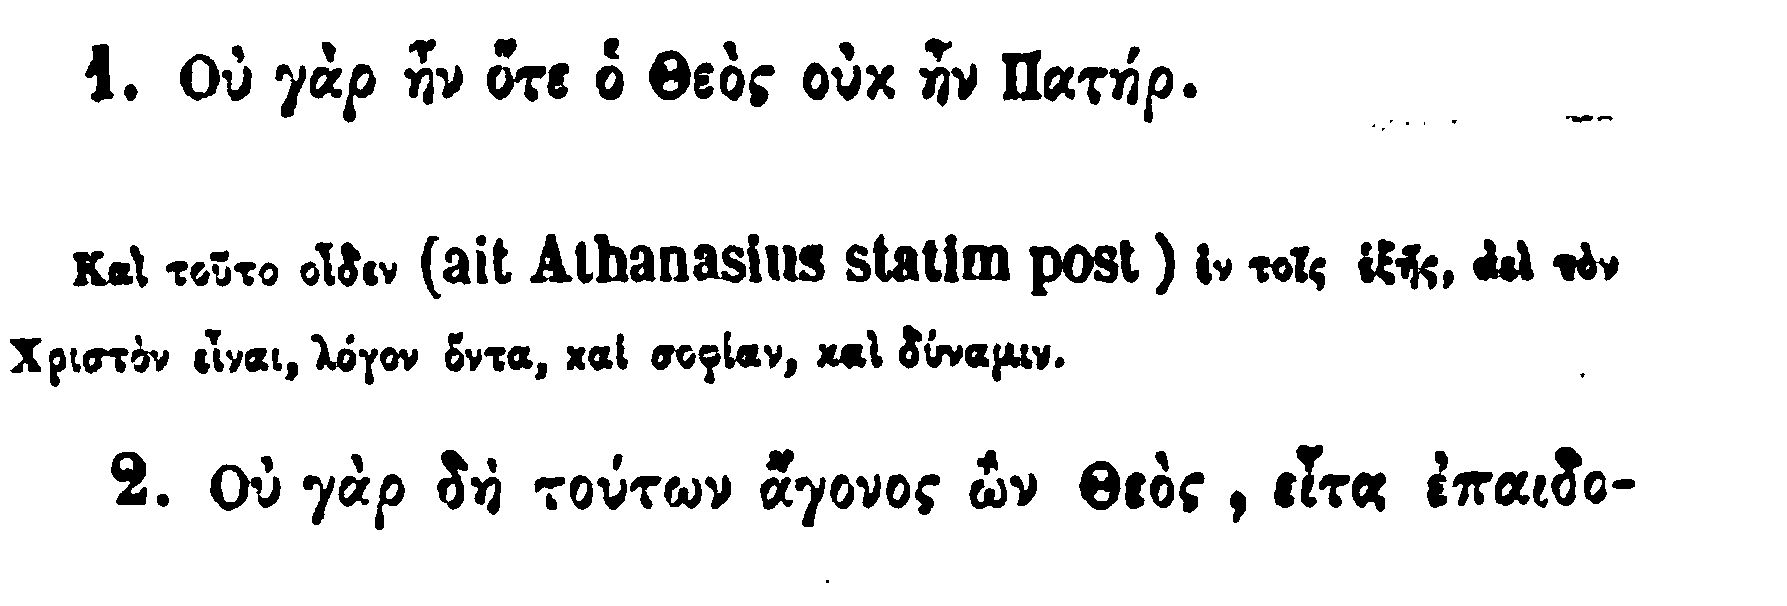 1. Οὐ γὰρ ἦν ὅτε ὁ Θεὸς οὐκ ἦν Πατήρ.
Καὶ τοῦτο οἶδεν (ait Athanasius statim post) ἐν τοῖς ἑξῆς, ἀεὶ τὸν
Χριστὸν εἶναι, λόγον ὄντα, καὶ σοφίαν, καὶ δύναμιν.
2. Οὐ γὰρ δὴ τούτων ἄγονος ὢν Θεὸς, εἶτα ἐπαιδο-